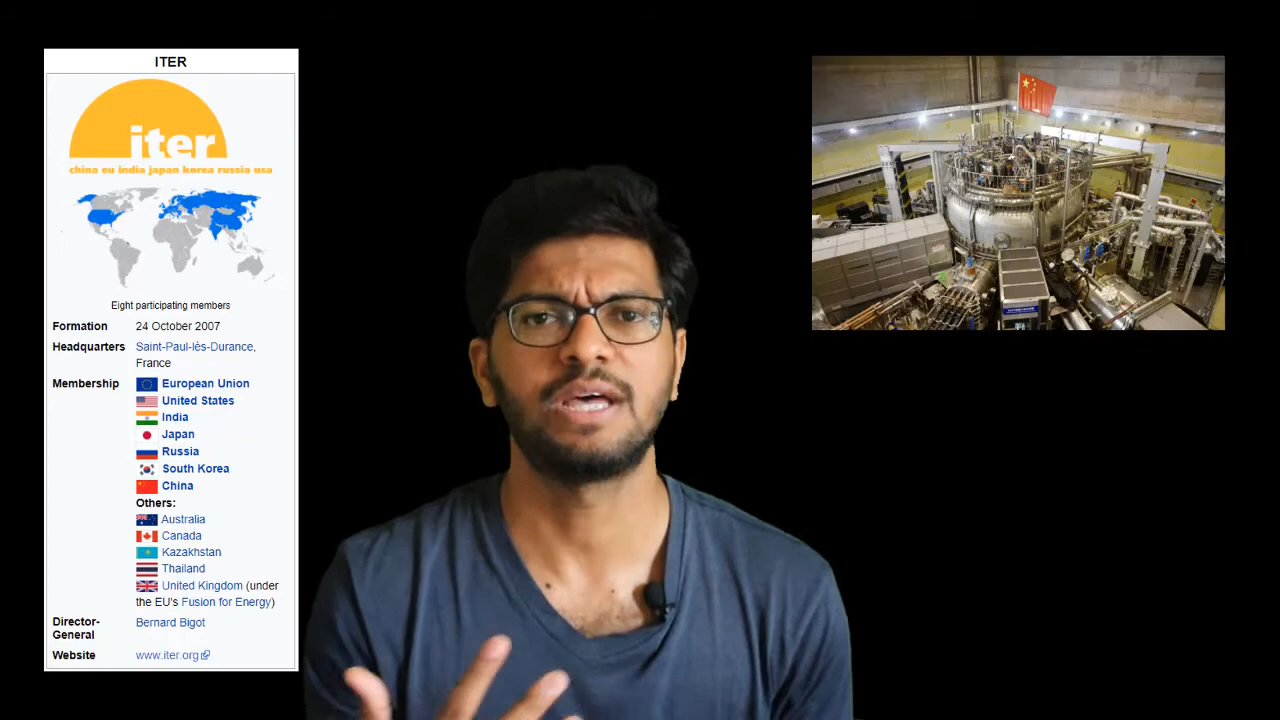 ITER
iter
china eu india japan korea russia usa
Eight participating members
Formation 24 October 2007
Headquarters Saint-Paul-lès-Durance,
France
Membership European Union
United States
India
Japan
Russia
South Korea
China
Others:
Australia
Canada
Kazakhstan
Thailand
United Kingdom (under
the EU's Fusion for Energy)
Director- Bernard Bigot
General
Website www.iter.org